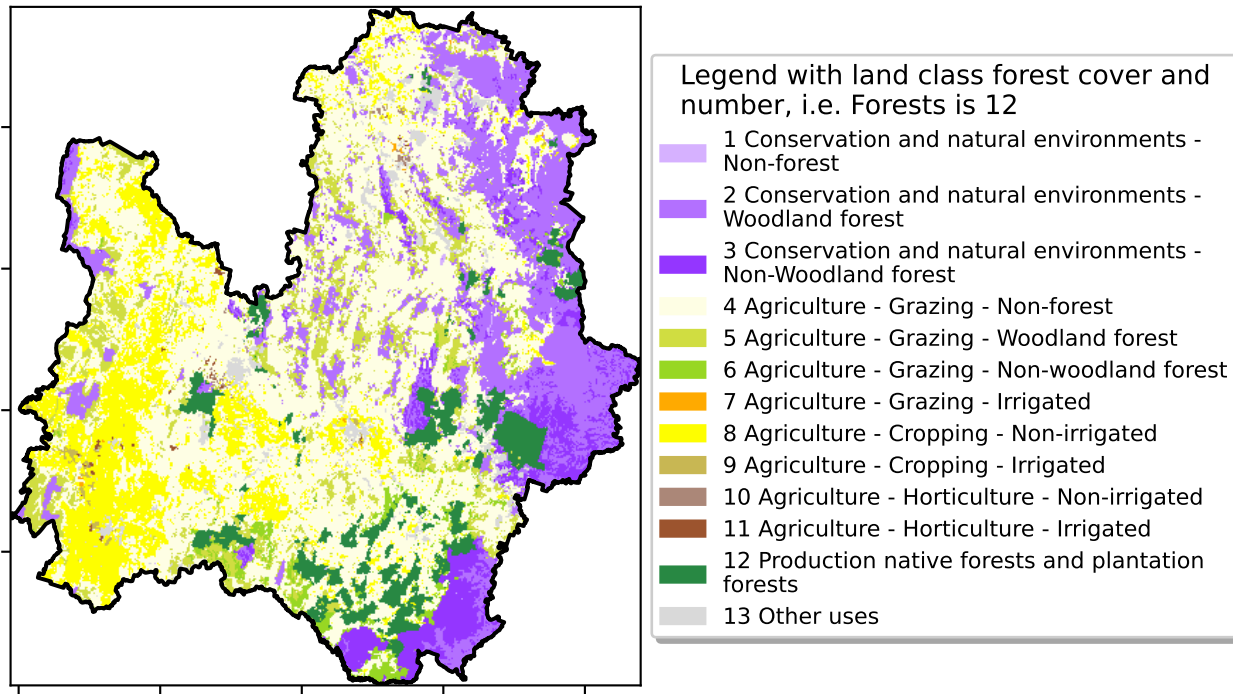 Legend with land class forest cover and
number, i.e. Forests is 12
1 Conservation and natural environments -
Non-forest
2 Conservation and natural environments -
Woodland forest
3 Conservation and natural environments -
Non-Woodland forest
4 Agriculture - Grazing - Non-forest
5 Agriculture - Grazing - Woodland forest
6 Agriculture - Grazing - Non-woodland forest
7 Agriculture - Grazing - Irrigated
8 Agriculture - Cropping - Non-irrigated
9 Agriculture - Cropping - Irrigated
10 Agriculture - Horticulture - Non-irrigated
11 Agriculture - Horticulture - Irrigated
12 Production native forests and plantation
forests
13 Other uses